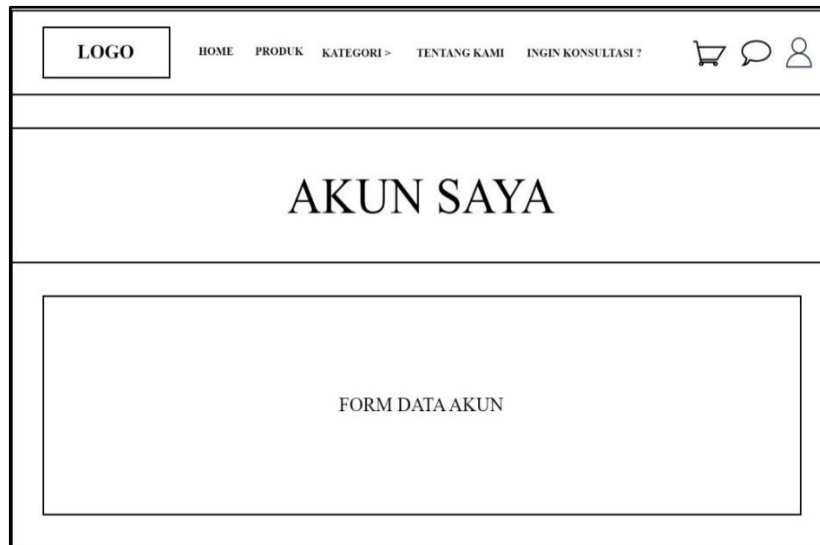 LOGO HOME PRODUK KATEGORI > TENTANG KAMI INGIN KONSULTASI ?
AKUN SAYA
FORM DATA AKUN